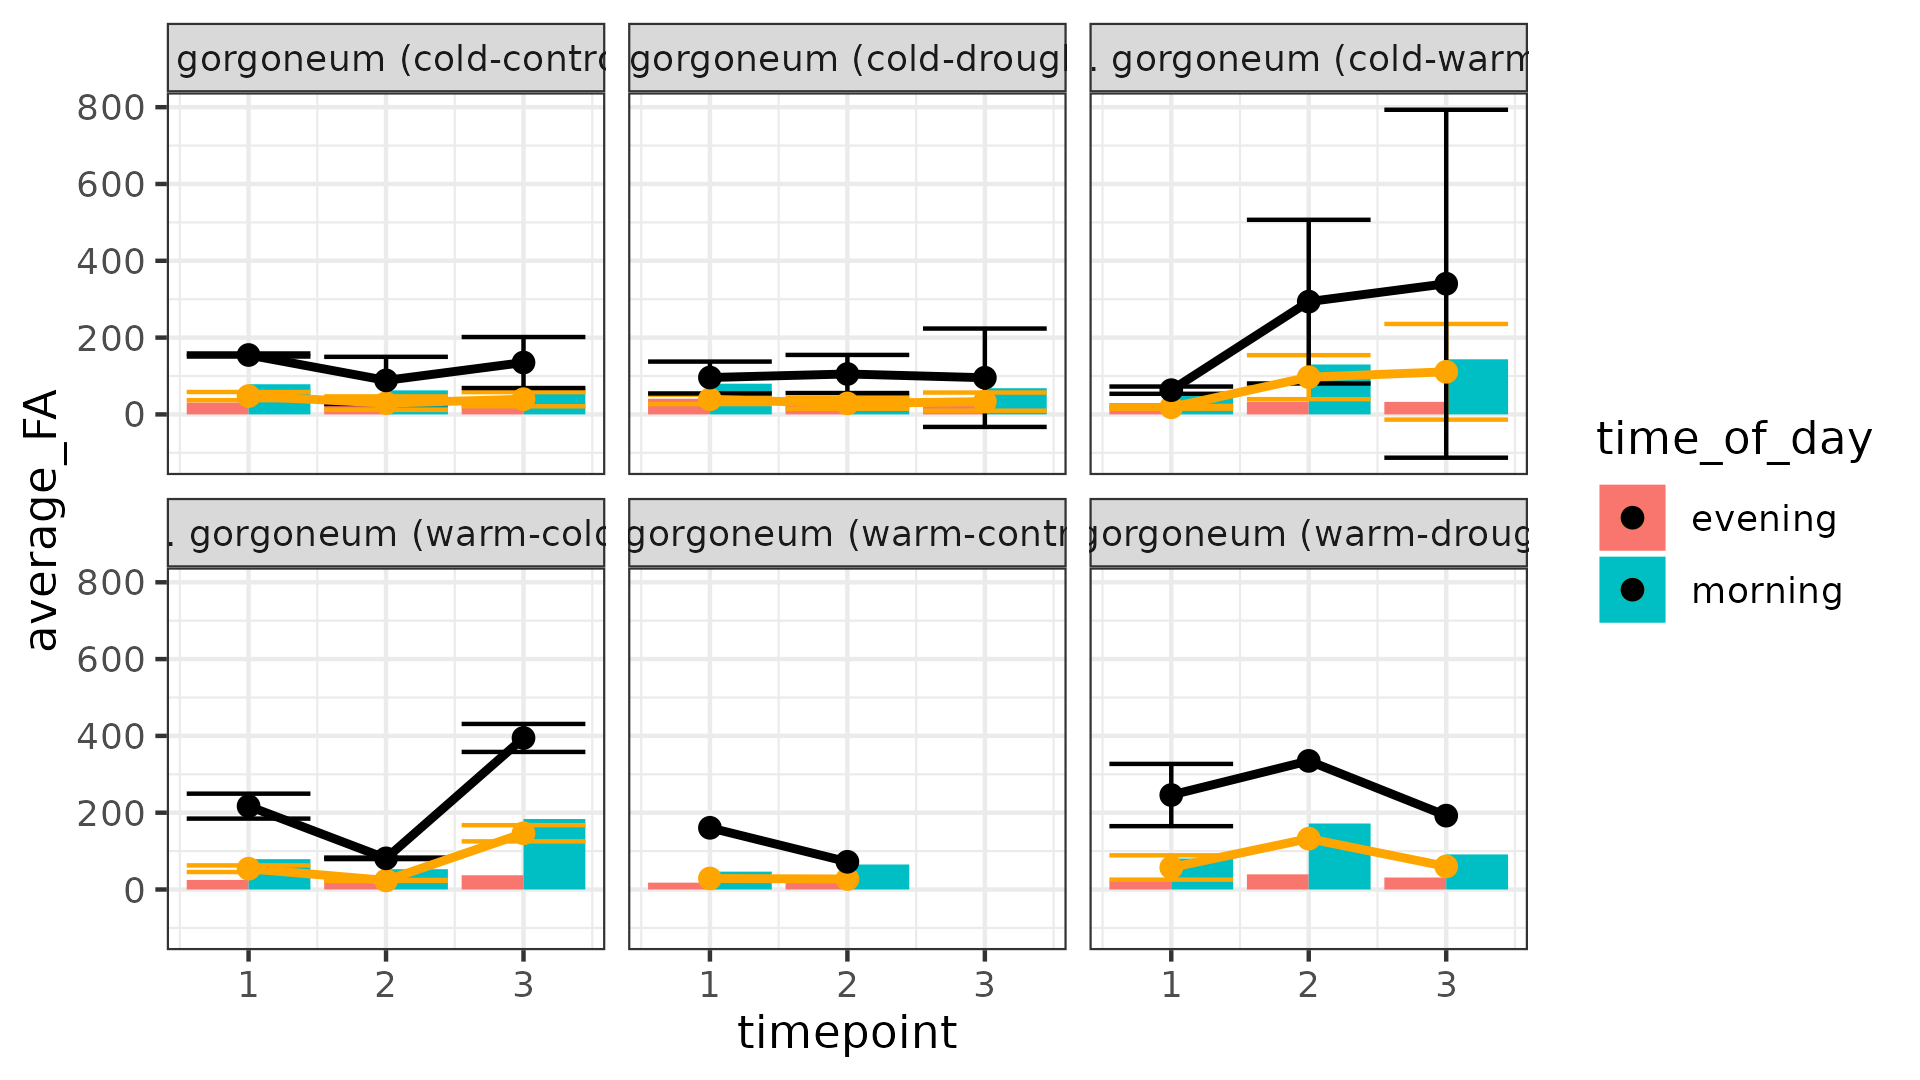 gorgoneum (cold-contro
gorgoneum (cold-drough
. gorgoneum (cold-warm
800
600
400
200
0
. gorgoneum (warm-cold
gorgoneum (warm-contr
gorgoneum (warm-droug
800
600
400
200
0
1 2 3
1 2 3
1 2 3
timepoint
average_FA
time_of_day
evening
morning